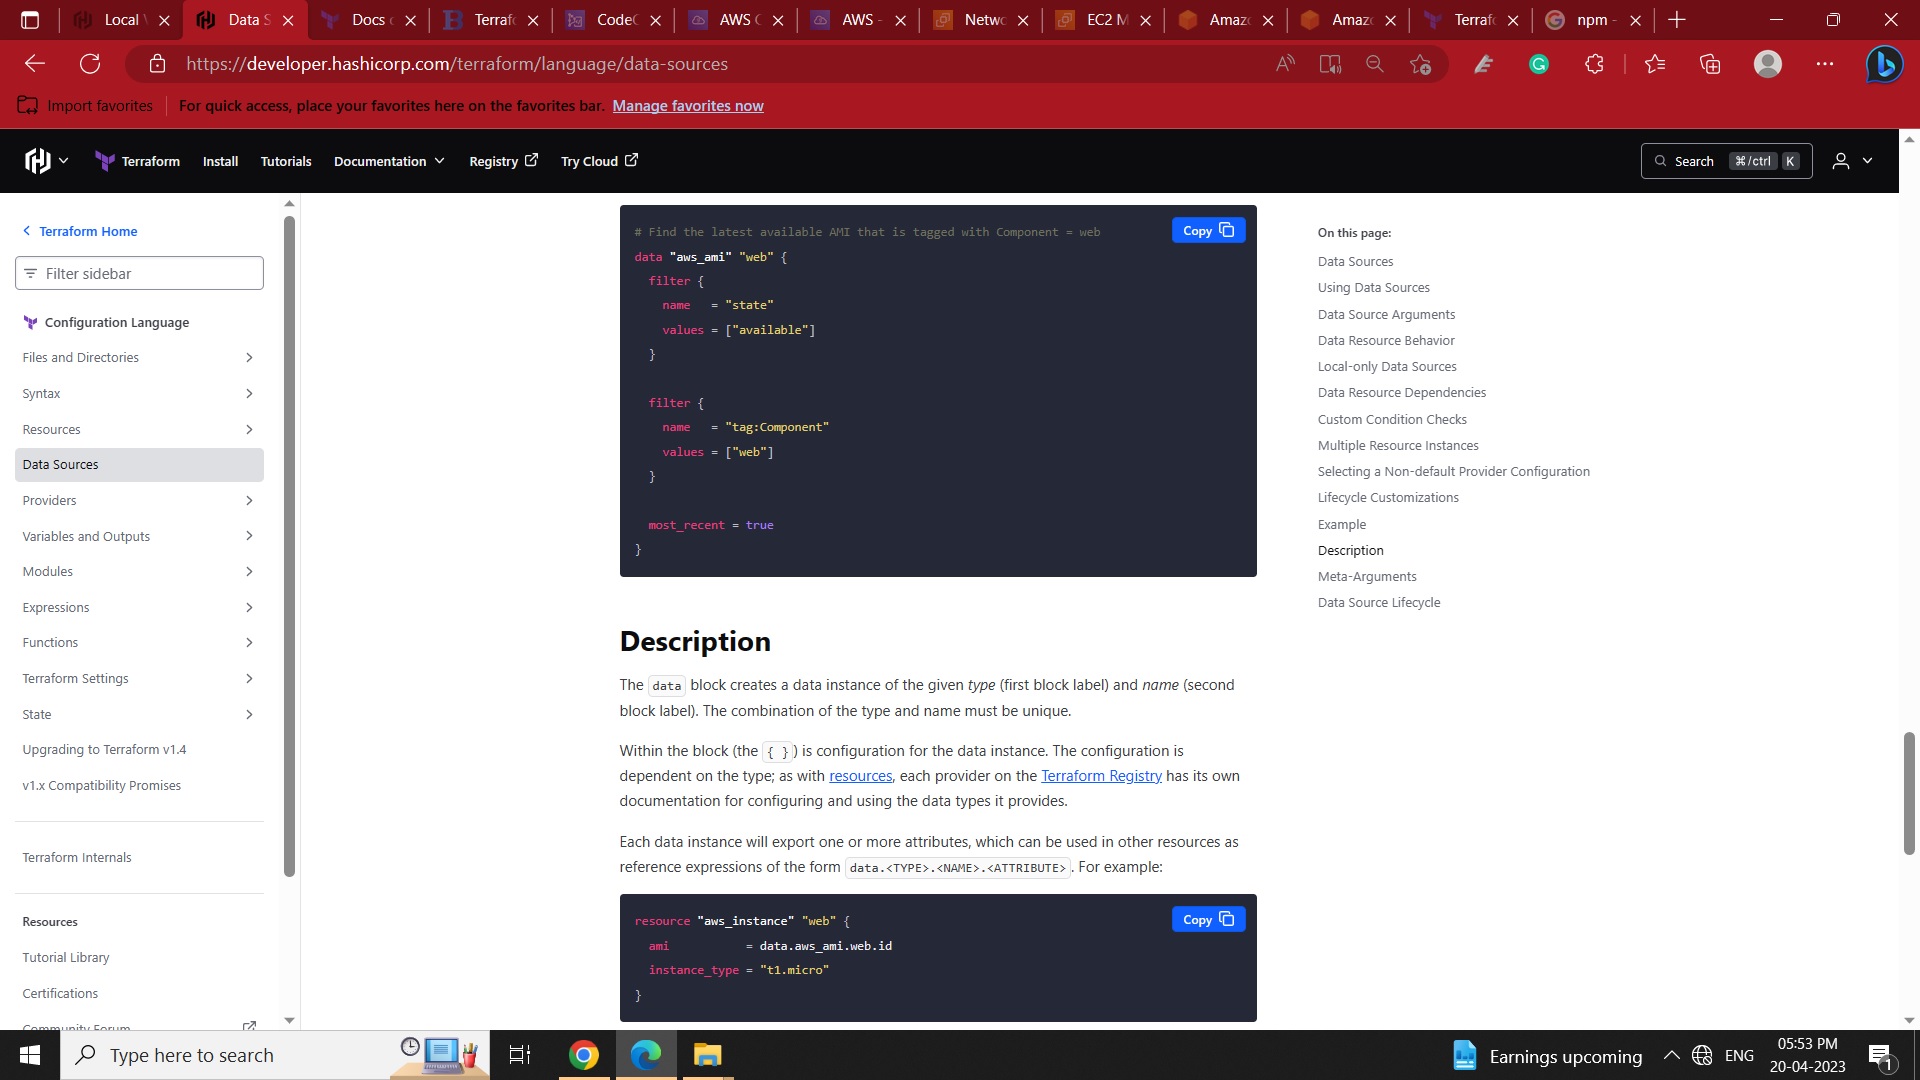 Local
Data S
Docs
Terraf
Code
AWS
AWS -
Netwo
EC2 M
Amaz
Amaz
Terraf
npm -
https://developer.hashicorp.com/terraform/language/data-sources
Import favorites
For quick access, place your favorites here on the favorites bar. Manage favorites now
Terraform
Install
Tutorials
Documentation
Registry
Try Cloud
Search
⌘/ctrl
K
Terraform Home
Filter sidebar
Configuration Language
Files and Directories
Syntax
Resources
Data Sources
Providers
Variables and Outputs
Modules
Expressions
Functions
Terraform Settings
State
Upgrading to Terraform v1.4
v1.x Compatibility Promises
Terraform Internals
Resources
Tutorial Library
Certifications
Community Forum
Copy
# Find the latest available AMI that is tagged with Component = web
data "aws_ami" "web" {
  filter {
    name   = "state"
    values = ["available"]
  }
  filter {
    name   = "tag:Component"
    values = ["web"]
  }
  most_recent = true
}
Description
The data block creates a data instance of the given type (first block label) and name (second
block label). The combination of the type and name must be unique.
Within the block (the { }) is configuration for the data instance. The configuration is
dependent on the type; as with resources, each provider on the Terraform Registry has its own
documentation for configuring and using the data types it provides.
Each data instance will export one or more attributes, which can be used in other resources as
reference expressions of the form data.<TYPE>.<NAME>.<ATTRIBUTE>. For example:
Copy
resource "aws_instance" "web" {
  ami           = data.aws_ami.web.id
  instance_type = "t1.micro"
}
On this page:
Data Sources
Using Data Sources
Data Source Arguments
Data Resource Behavior
Local-only Data Sources
Data Resource Dependencies
Custom Condition Checks
Multiple Resource Instances
Selecting a Non-default Provider Configuration
Lifecycle Customizations
Example
Description
Meta-Arguments
Data Source Lifecycle
Type here to search
Earnings upcoming
ENG
05:53 PM
20-04-2023
1